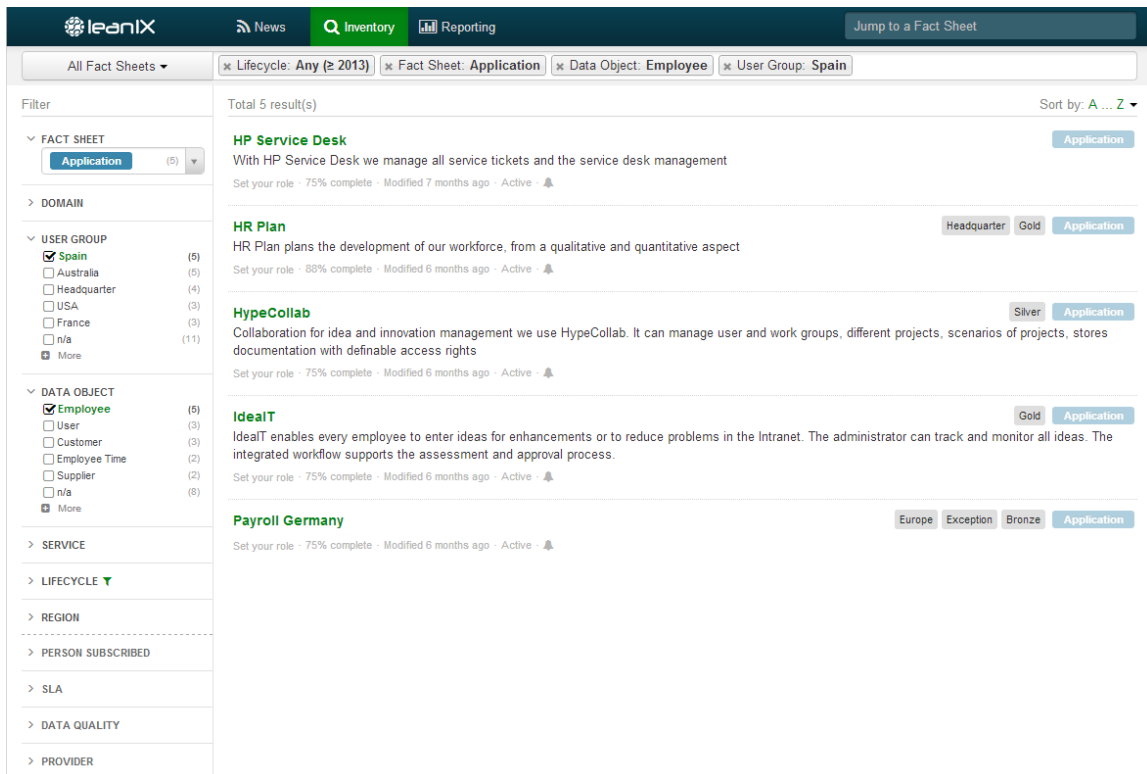 leanIX
News
Inventory
Reporting
Jump to a Fact Sheet
All Fact Sheets
× Lifecycle: Any (≥ 2013)
× Fact Sheet: Application
× Data Object: Employee
× User Group: Spain
Filter
FACT SHEET
Application (5)
DOMAIN
USER GROUP
Spain (5)
Australia (5)
Headquarter (4)
USA (3)
France (3)
n/a (11)
More
DATA OBJECT
Employee (5)
User (3)
Customer (3)
Employee Time (2)
Supplier (2)
n/a (8)
More
SERVICE
LIFECYCLE
REGION
PERSON SUBSCRIBED
SLA
DATA QUALITY
PROVIDER
Total 5 result(s)
Sort by: A ... Z
HP Service Desk
Application
With HP Service Desk we manage all service tickets and the service desk management
Set your role · 75% complete · Modified 7 months ago · Active ·
HR Plan
Headquarter Gold Application
HR Plan plans the development of our workforce, from a qualitative and quantitative aspect
Set your role · 88% complete · Modified 6 months ago · Active ·
HypeCollab
Silver Application
Collaboration for idea and innovation management we use HypeCollab. It can manage user and work groups, different projects, scenarios of projects, stores
documentation with definable access rights
Set your role · 75% complete · Modified 6 months ago · Active ·
IdeaIT
Gold Application
IdeaIT enables every employee to enter ideas for enhancements or to reduce problems in the Intranet. The administrator can track and monitor all ideas. The
integrated workflow supports the assessment and approval process.
Set your role · 75% complete · Modified 6 months ago · Active ·
Payroll Germany
Europe Exception Bronze Application
Set your role · 75% complete · Modified 6 months ago · Active ·